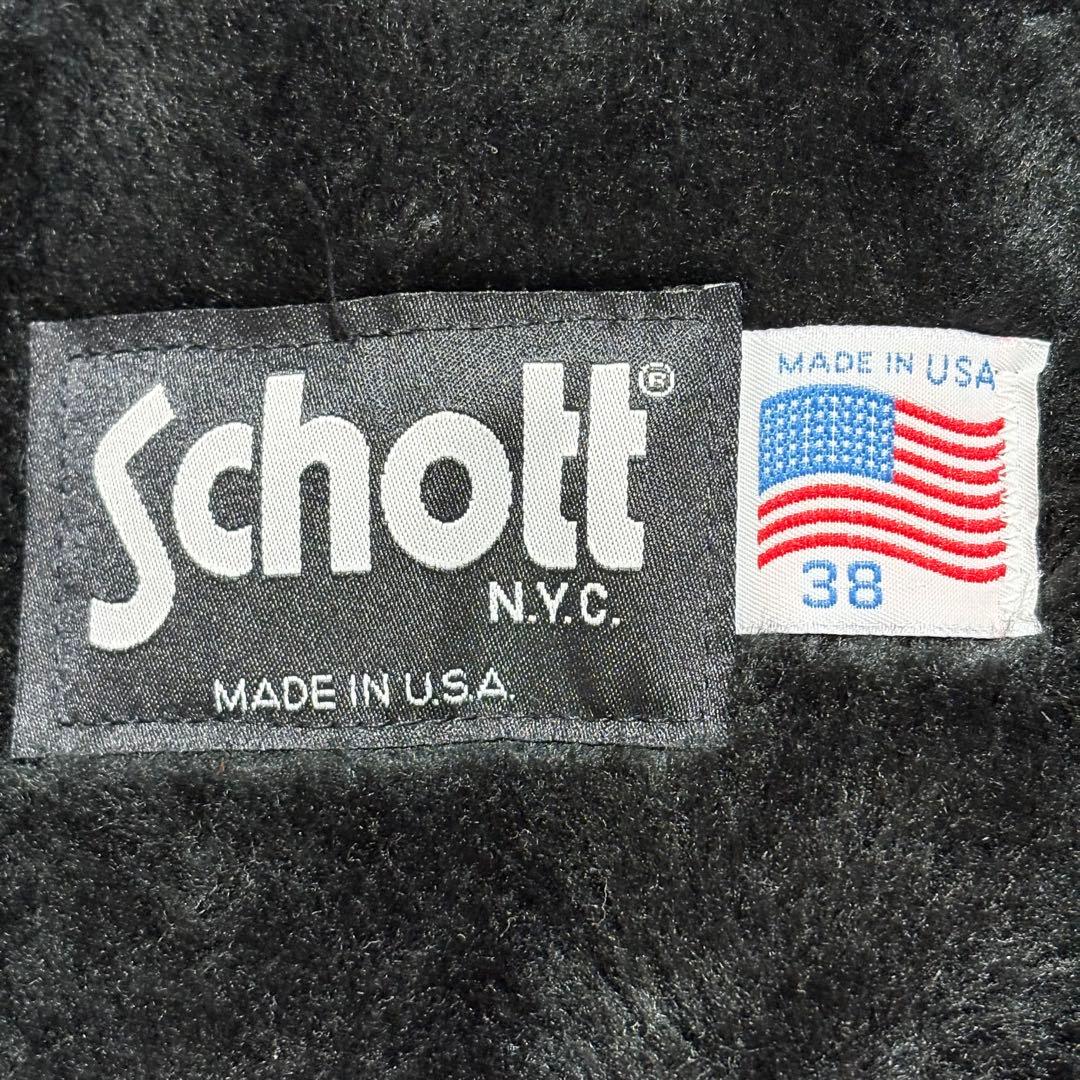 Schott®
N.Y.C.
MADE IN U.S.A.
MADE IN USA
38